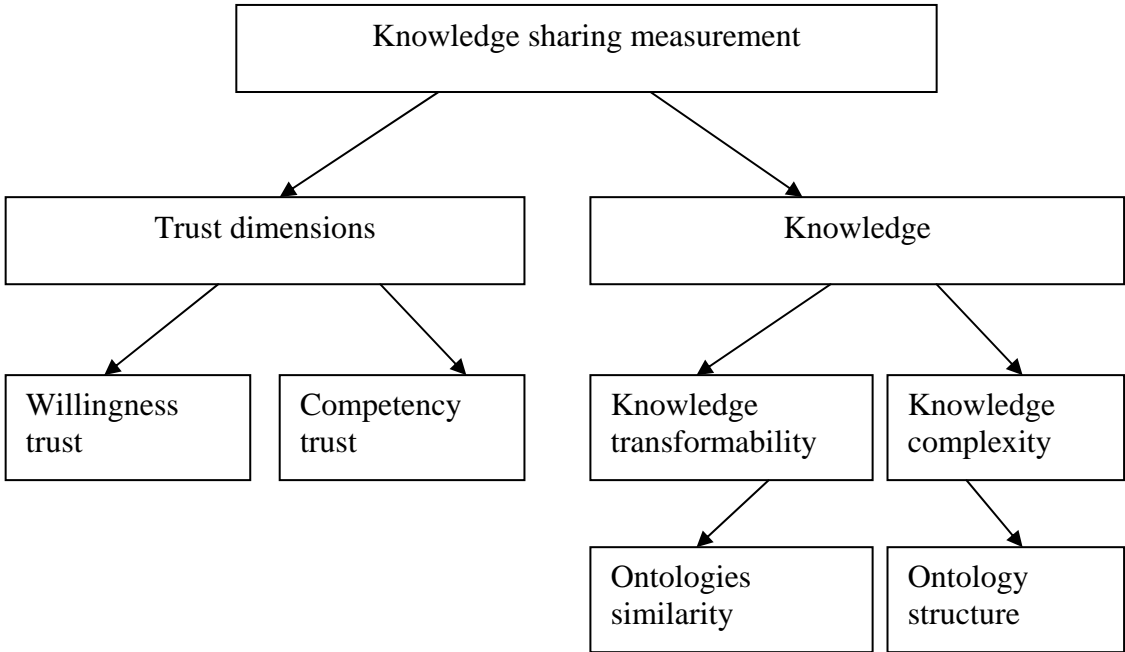 Knowledge sharing measurement
Trust dimensions
Knowledge
Willingness
trust
Competency
trust
Knowledge
transformability
Knowledge
complexity
Ontologies
similarity
Ontology
structure